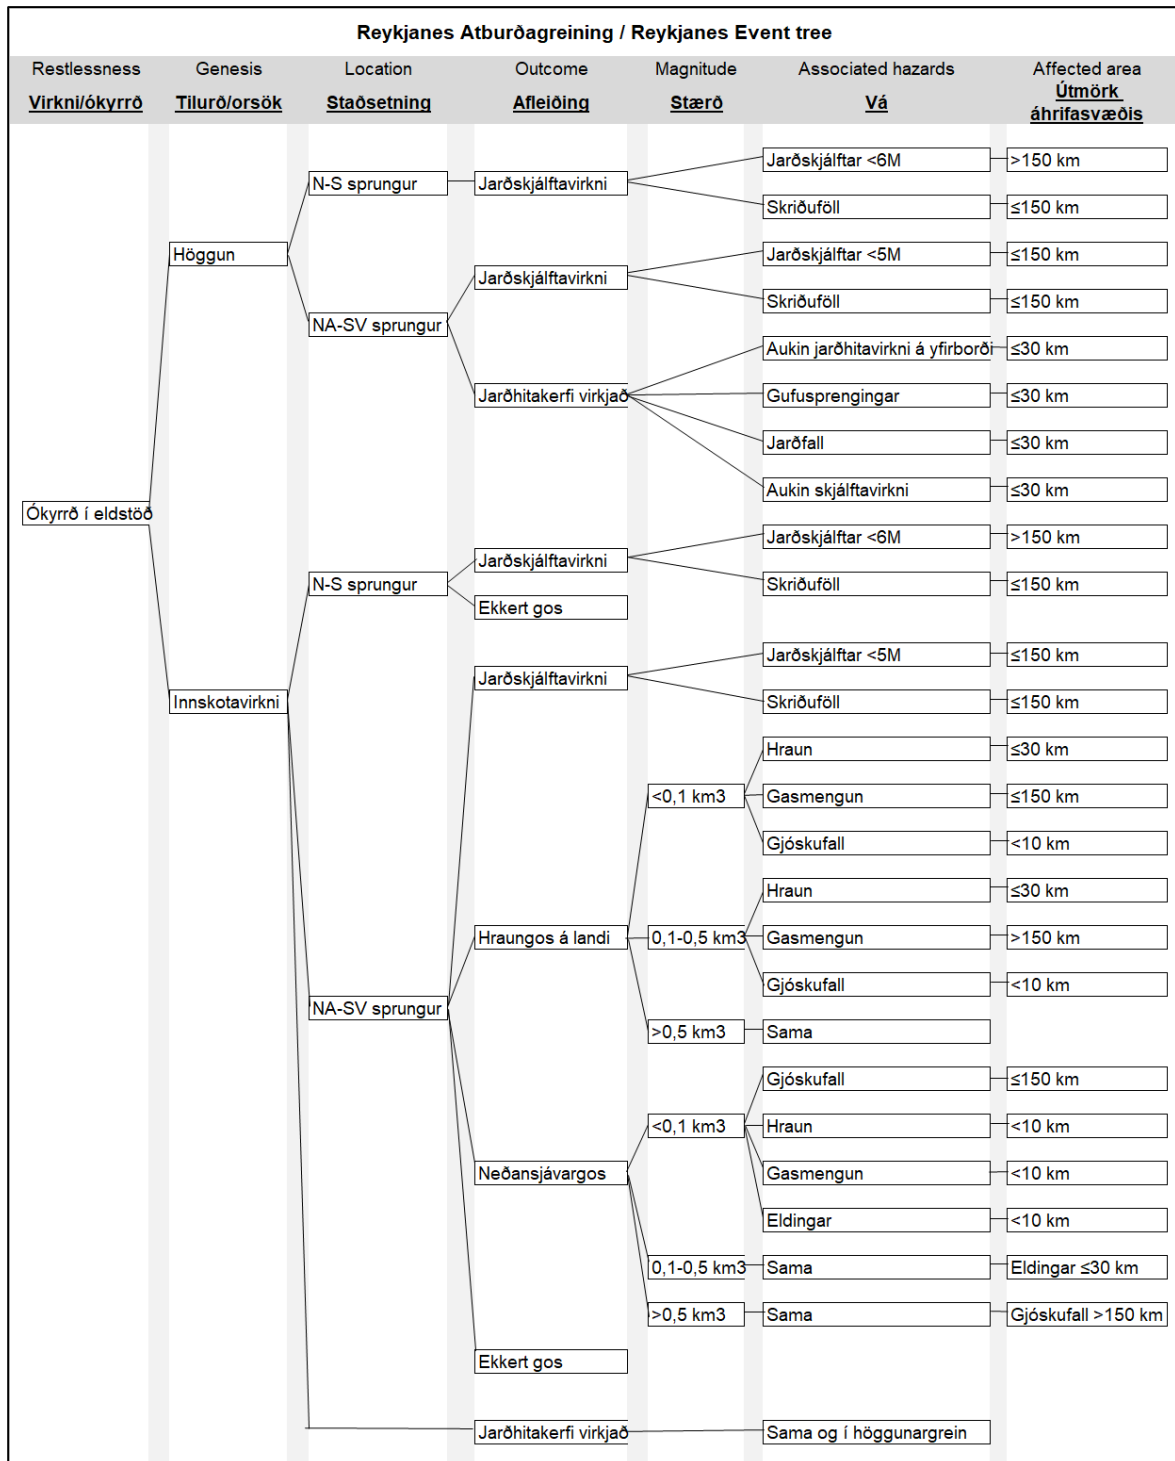 Reykjanes Atburðagreining / Reykjanes Event tree
Restlessness Genesis Location Outcome Magnitude Associated hazards Affected area
Virkni/ókyrrð Tilurð/orsök Staðsetning Afleiðing Stærð Vá Útmörk
áhrifasvæðis
Jarðskjálftar <6M >150 km
N-S sprungur Jarðskjálftavirkni
Skriðuföll ≤150 km
Höggun Jarðskjálftar <5M ≤150 km
Jarðskjálftavirkni
Skriðuföll ≤150 km
NA-SV sprungur
Aukin jarðhitavirkni á yfirborði ≤30 km
Jarðhitakerfi virkjað Gufusprengingar ≤30 km
Jarðfall ≤30 km
Aukin skjálftavirkni ≤30 km
Ókyrrð í eldstöð
Jarðskjálftar <6M >150 km
Jarðskjálftavirkni
N-S sprungur Skriðuföll ≤150 km
Ekkert gos
Jarðskjálftar <5M ≤150 km
Jarðskjálftavirkni
Innskotavirkni Skriðuföll ≤150 km
Hraun ≤30 km
<0,1 km3 Gasmengun ≤150 km
Gjóskufall <10 km
Hraun ≤30 km
Hraungos á landi 0,1-0,5 km3 Gasmengun >150 km
Gjóskufall <10 km
NA-SV sprungur
>0,5 km3 Sama
Gjóskufall ≤150 km
<0,1 km3 Hraun <10 km
Neðansjávargos Gasmengun <10 km
Eldingar <10 km
0,1-0,5 km3 Sama Eldingar ≤30 km
>0,5 km3 Sama Gjóskufall >150 km
Ekkert gos
Jarðhitakerfi virkjað Sama og í höggunargrein